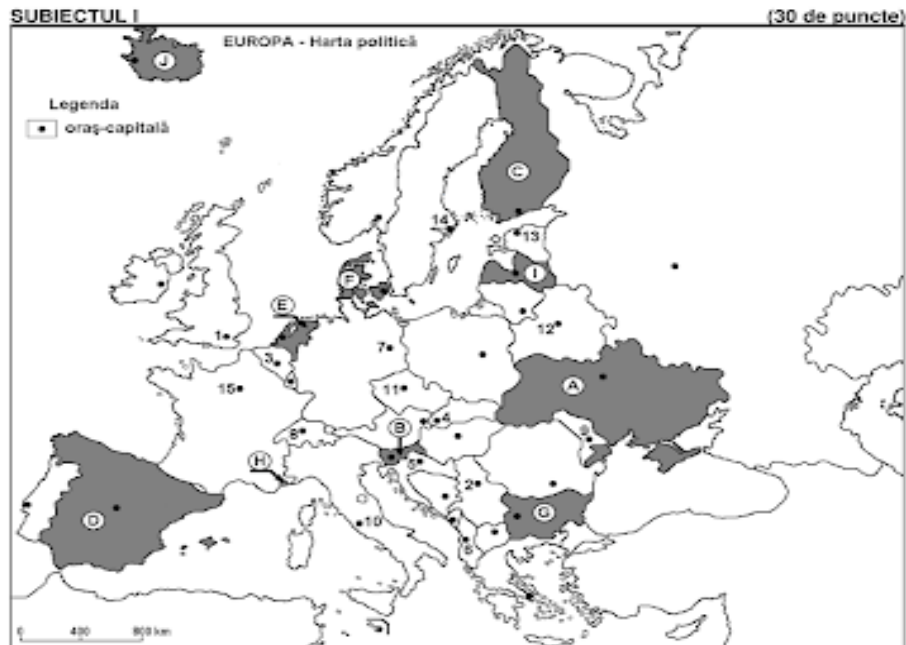 SUBIECTUL I (30 de puncte)
EUROPA - Harta politică
J
Legenda
oraş-capitală
C
14
13
I
F
E
1
12
7
3
A
15
11
4
B
8
9
5
H
2
D
G
10
6
0 400 800 km